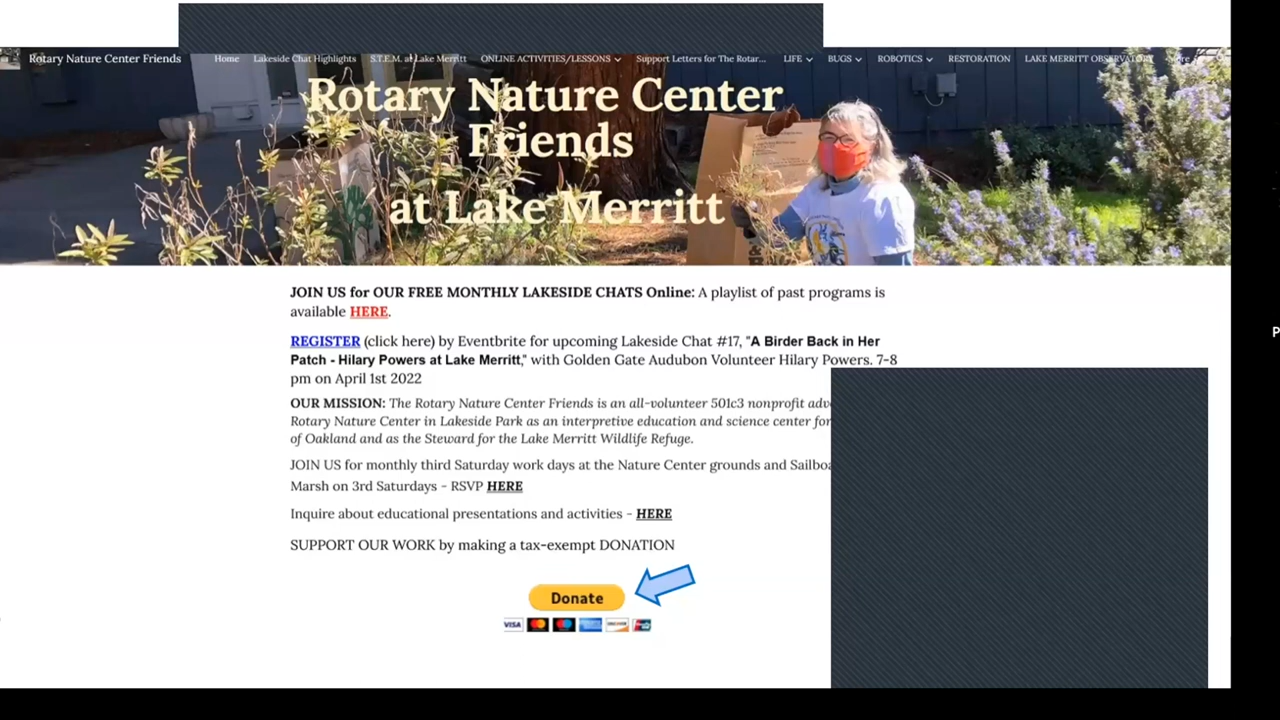 Rotary Nature Center Friends Home Lakeside Chat Highlights S.T.E.M. at Lake Merritt ONLINE ACTIVITIES/LESSONS Support Letters for The Rotar... LIFE BUGS ROBOTICS RESTORATION LAKE MERRITT OBSERVATORY More
Rotary Nature Center
Friends
at Lake Merritt
JOIN US for OUR FREE MONTHLY LAKESIDE CHATS Online: A playlist of past programs is
available HERE.
REGISTER (click here) by Eventbrite for upcoming Lakeside Chat #17, "A Birder Back in Her
Patch - Hilary Powers at Lake Merritt," with Golden Gate Audubon Volunteer Hilary Powers. 7-8
pm on April 1st 2022
OUR MISSION: The Rotary Nature Center Friends is an all-volunteer 501c3 nonprofit
Rotary Nature Center in Lakeside Park as an interpretive education and science center for
of Oakland and as the Steward for the Lake Merritt Wildlife Refuge.
JOIN US for monthly third Saturday work days at the Nature Center grounds and
Marsh on 3rd Saturdays - RSVP HERE
Inquire about educational presentations and activities - HERE
SUPPORT OUR WORK by making a tax-exempt DONATION
Donate
VISA